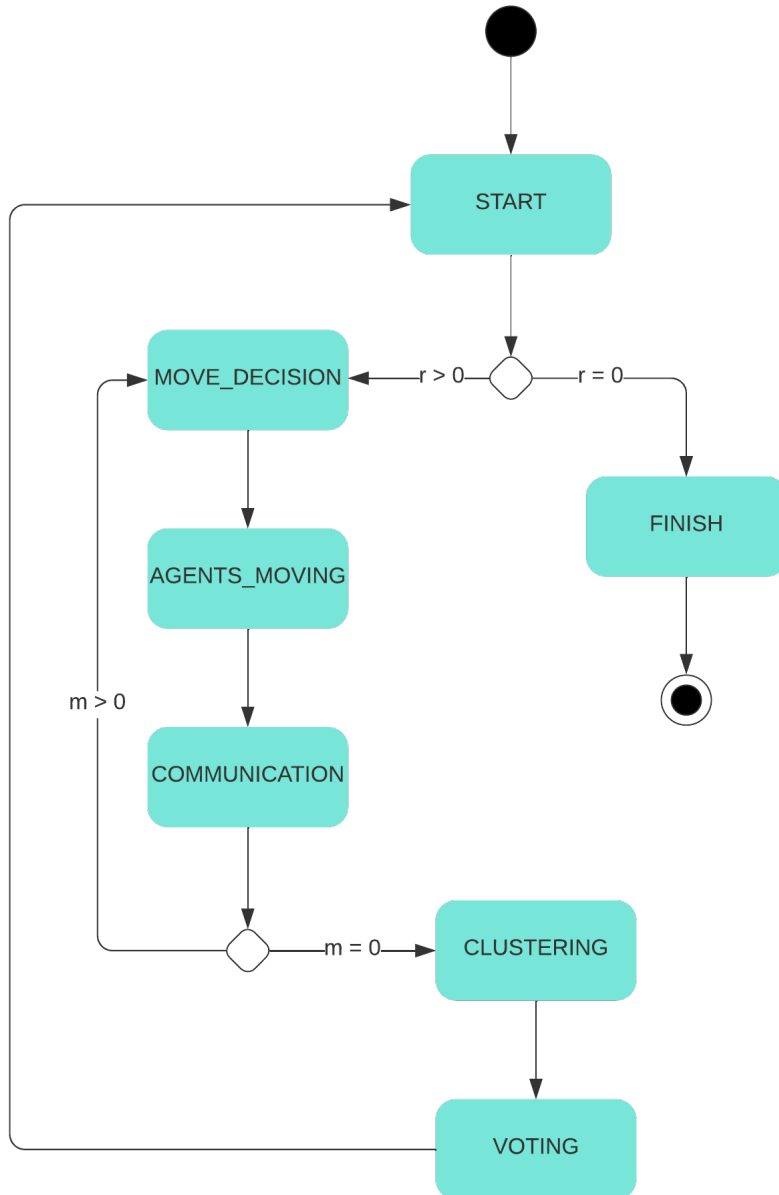 START
MOVE_DECISION
r > 0
r = 0
FINISH
AGENTS_MOVING
m > 0
COMMUNICATION
m = 0
CLUSTERING
VOTING